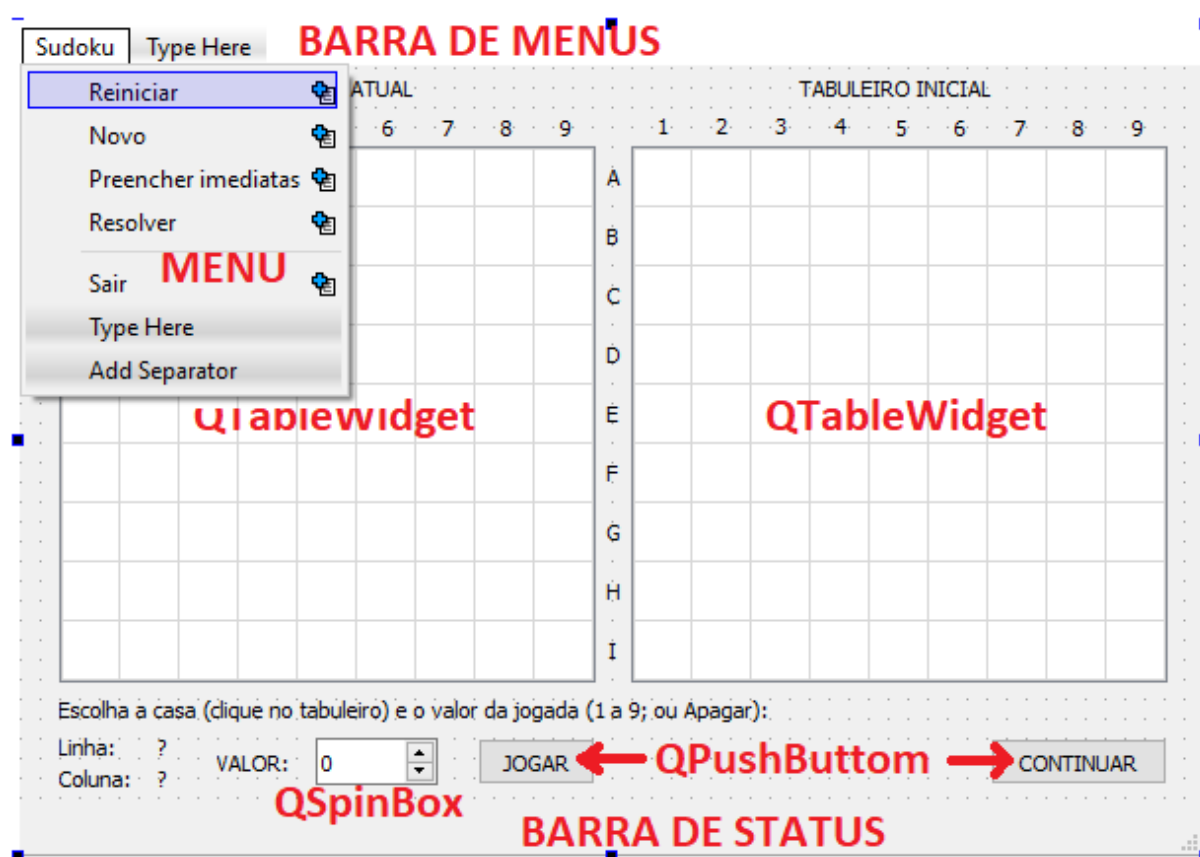 Sudoku Type Here BARRA DE MENUS
Reiniciar
Novo
Preencher imediatas
Resolver
MENU
Sair
Type Here
Add Separator
ATUAL TABULEIRO INICIAL
6 7 8 9 1 2 3 4 5 6 7 8 9
A
B
C
D
E
F
G
H
I
QTableWidget QTableWidget
Escolha a casa (clique no tabuleiro) e o valor da jogada (1 a 9; ou Apagar):
Linha: ?
Coluna: ?
VALOR: 0 JOGAR QPushButtom CONTINUAR
QSpinBox
BARRA DE STATUS